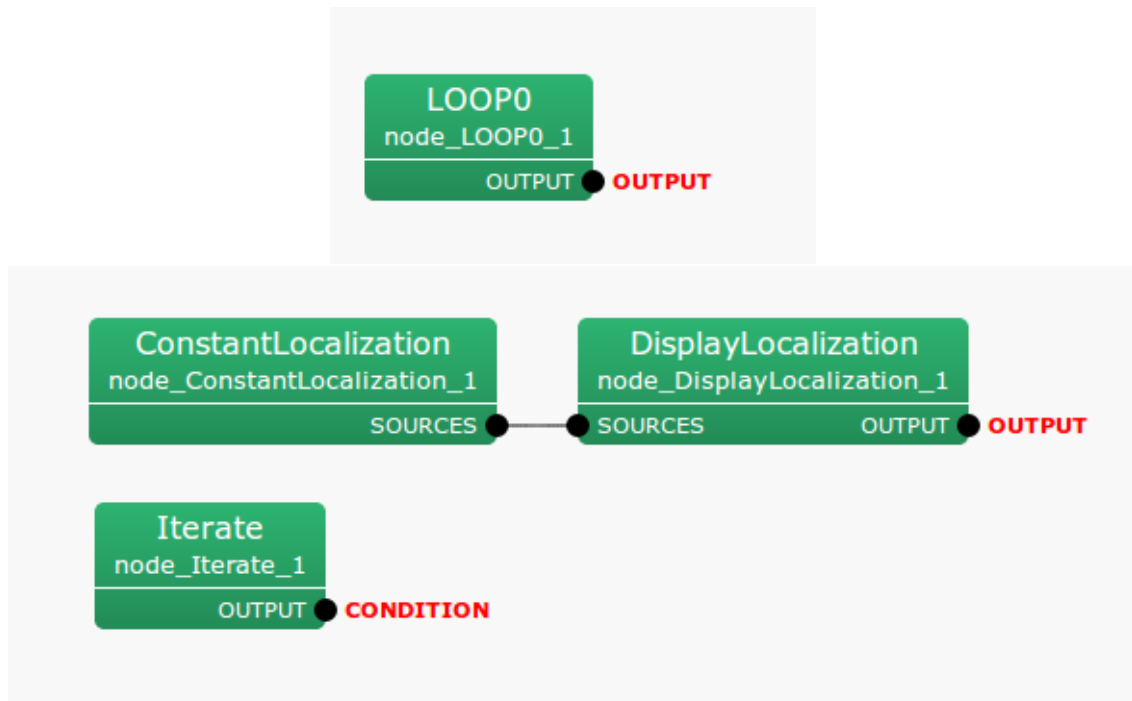 LOOP0
node_LOOP0_1
OUTPUT OUTPUT
ConstantLocalization
node_ConstantLocalization_1
SOURCES
DisplayLocalization
node_DisplayLocalization_1
SOURCES OUTPUT OUTPUT
Iterate
node_Iterate_1
OUTPUT CONDITION